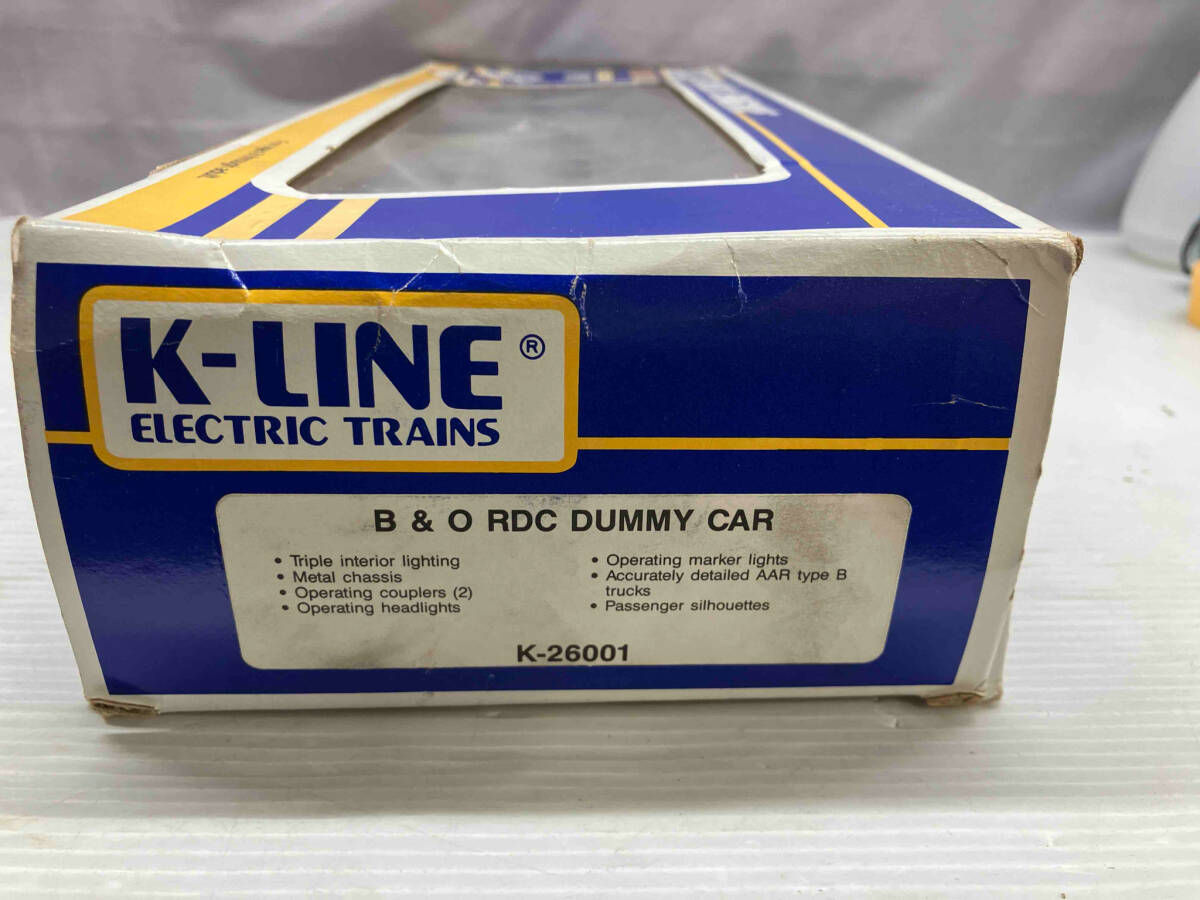 K-LINE ®
ELECTRIC TRAINS
B & O RDC DUMMY CAR
• Triple interior lighting
• Metal chassis
• Operating couplers (2)
• Operating headlights
• Operating marker lights
• Accurately detailed AAR type B
trucks
• Passenger silhouettes
K-26001